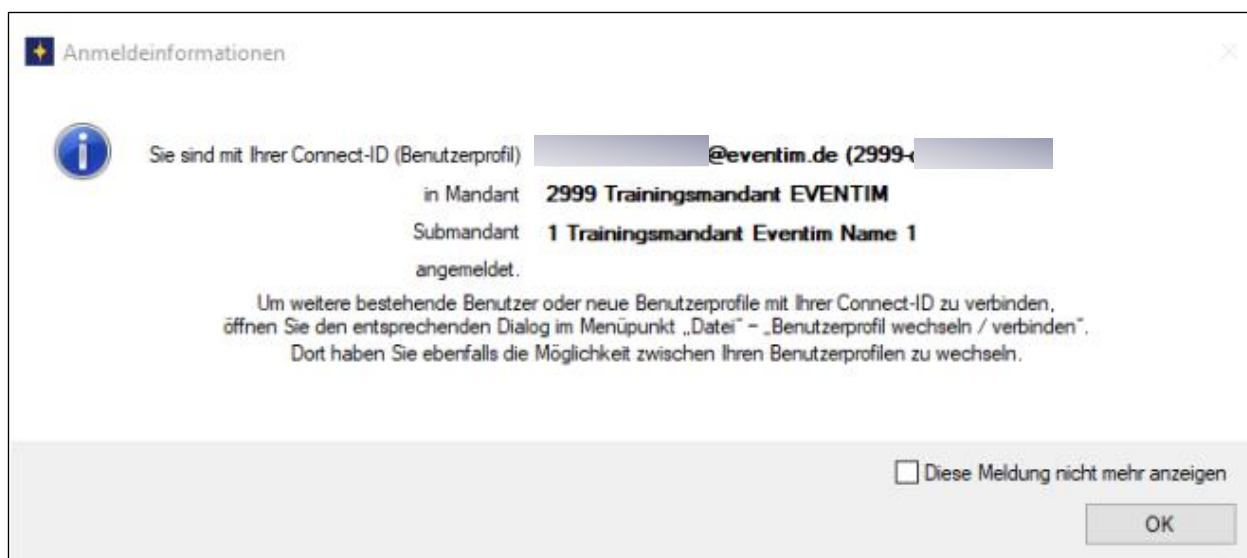 Anmeldeinformationen
Sie sind mit Ihrer Connect-ID (Benutzerprofil) @eventim.de (2999-
in Mandant 2999 Trainingsmandant EVENTIM
Submandant 1 Trainingsmandant Eventim Name 1
angemeldet.
Um weitere bestehende Benutzer oder neue Benutzerprofile mit Ihrer Connect-ID zu verbinden,
öffnen Sie den entsprechenden Dialog im Menüpunkt „Datei" – „Benutzerprofil wechseln / verbinden".
Dort haben Sie ebenfalls die Möglichkeit zwischen Ihren Benutzerprofilen zu wechseln.
Diese Meldung nicht mehr anzeigen
OK